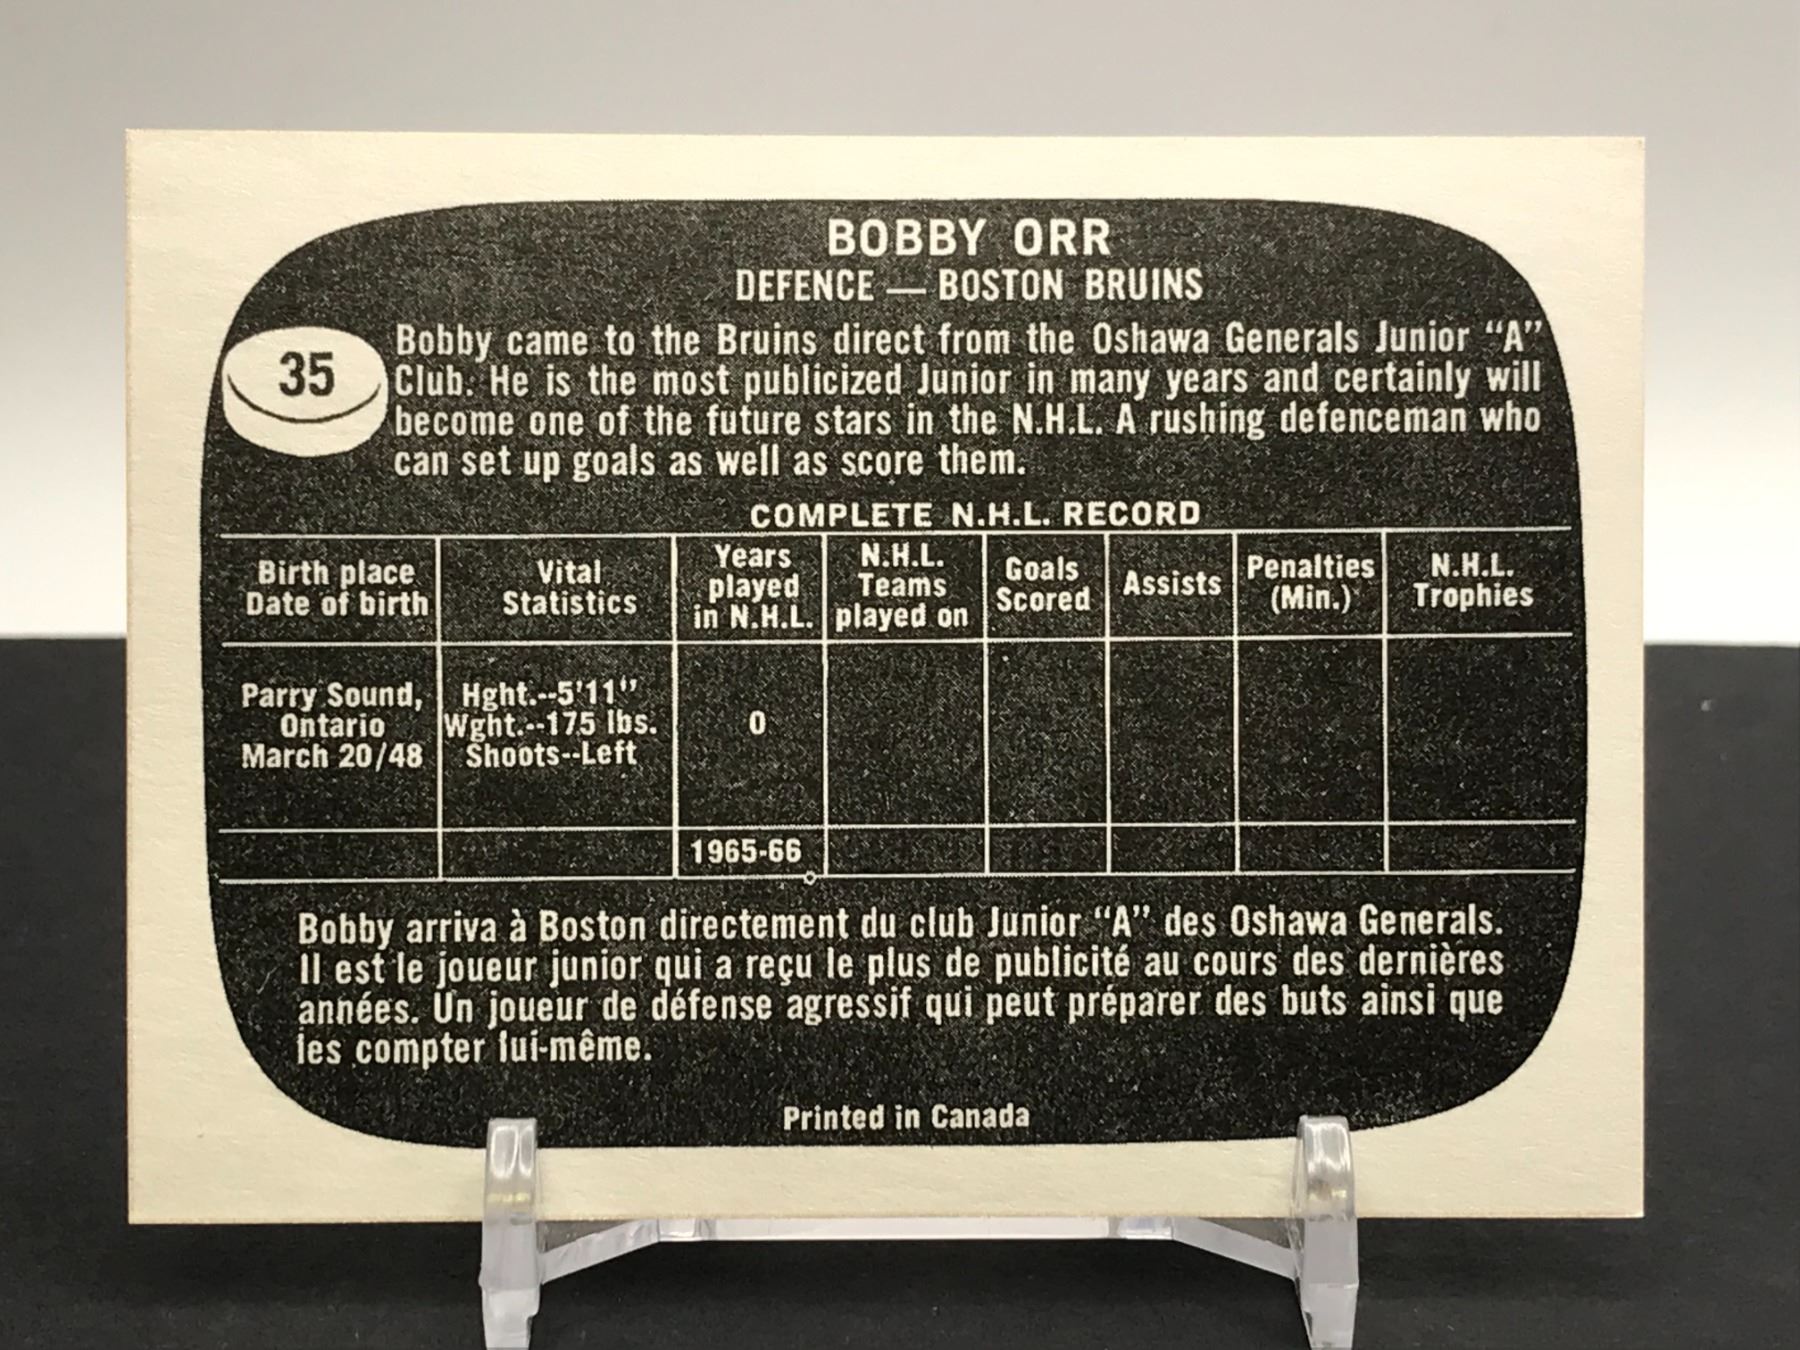 BOBBY ORR
DEFENCE — BOSTON BRUINS
35
Bobby came to the Bruins direct from the Oshawa Generals Junior “A”
Club. He is the most publicized Junior in many years and certainly will
become one of the future stars in the N.H.L. A rushing defenceman who
can set up goals as well as score them.
COMPLETE N.H.L. RECORD
Birth place
Date of birth
Vital
Statistics
Years
played
in N.H.L.
N.H.L.
Teams
played on
Goals
Scored
Assists
Penalties
(Min.)
N.H.L.
Trophies
Parry Sound,
Ontario
March 20/48
Hght.--5'11"
Wght.--175 lbs.
Shoots--Left
0
1965-66
Bobby arriva à Boston directement du club Junior “A” des Oshawa Generals.
Il est le joueur junior qui a reçu le plus de publicité au cours des dernières
années. Un joueur de défense agressif qui peut préparer des buts ainsi que
les compter lui-même.
Printed in Canada